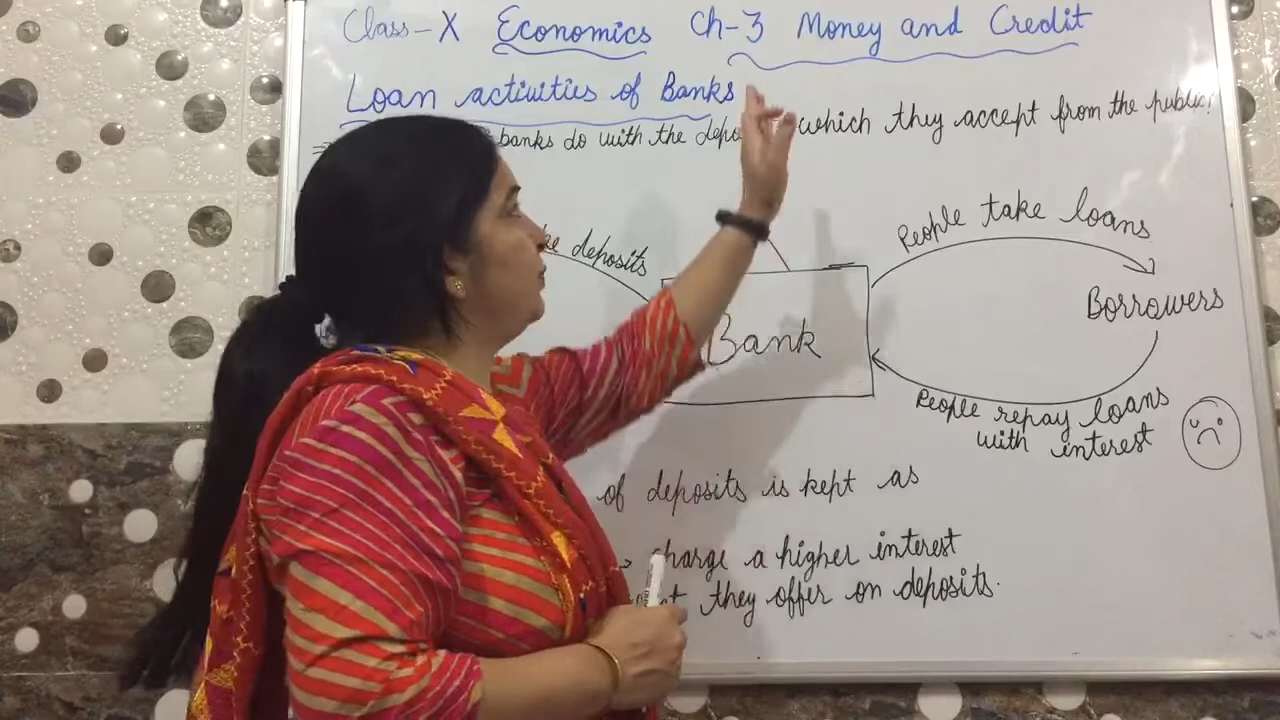 Class-X Economics Ch-3 Money and Credit
Loan activities of Banks
banks do with the which they accept from the public?
deposits
People take loans
Bank
Borrowers
People repay loans
with interest
of deposits is kept as
charge a higher interest
they offer on deposits.